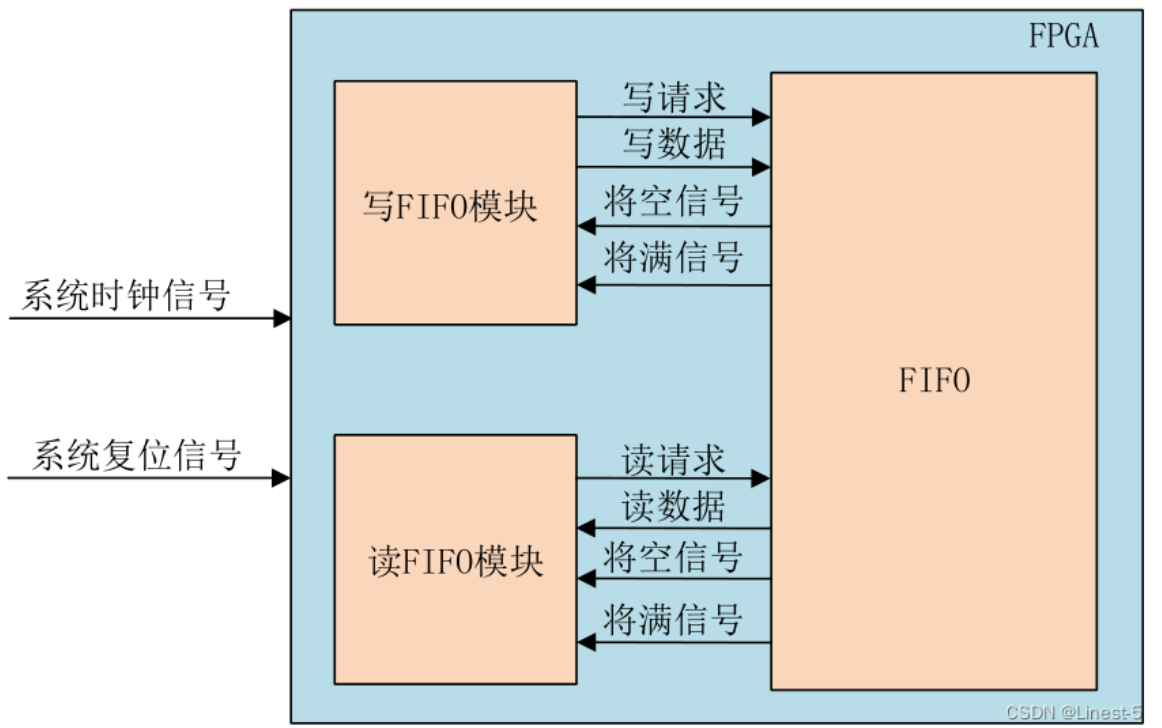 FPGA
写请求
写数据
将空信号
将满信号
写FIFO模块
系统时钟信号
FIFO
系统复位信号
读请求
读数据
将空信号
将满信号
读FIFO模块
CSDN @Linest-5